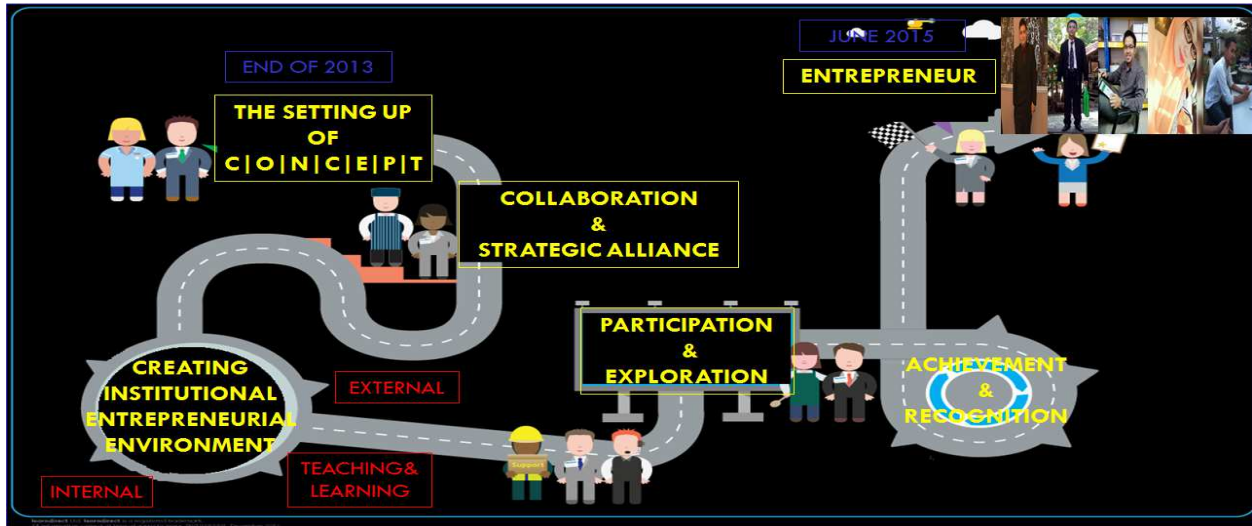 END OF 2013
THE SETTING UP
OF
C|O|N|C|E|P|T
COLLABORATION
&
STRATEGIC ALLIANCE
CREATING
INSTITUTIONAL
ENTREPRENEURIAL
ENVIRONMENT
INTERNAL
EXTERNAL
TEACHING&
LEARNING
Support
PARTICIPATION
&
EXPLORATION
ACHIEVEMENT
&
RECOGNITION
JUNE 2015
ENTREPRENEUR